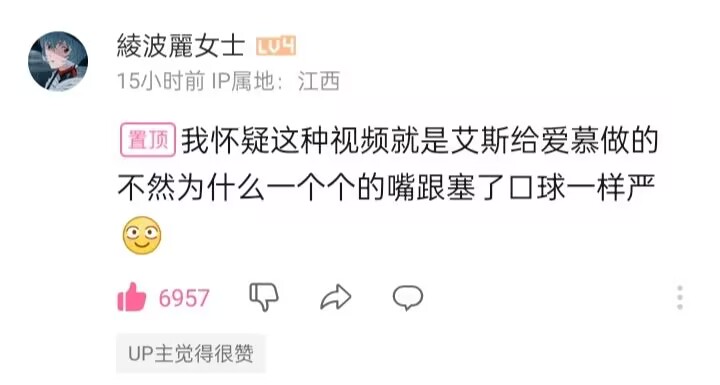 綾波麗女士 LV4
15小时前 IP属地：江西
置顶 我怀疑这种视频就是艾斯给爱慕做的
不然为什么一个个的嘴跟塞了口球一样严
6957
UP主觉得很赞